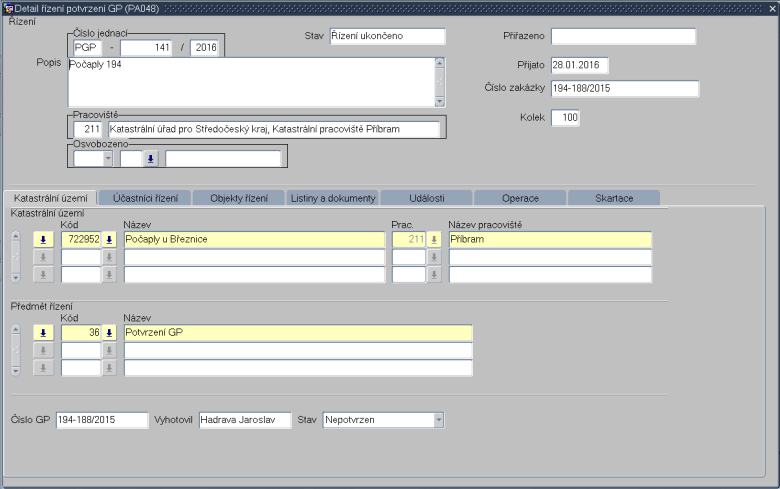 Detail řízení potvrzení GP (PA048)
Řízení
Číslo jednací
PGP - 141 / 2016
Stav Řízení ukončeno
Přiřazeno
Popis Počaply 194
Přijato 28.01.2016
Číslo zakázky 194-188/2015
Kolek 100
Pracoviště
211 Katastrální úřad pro Středočeský kraj, Katastrální pracoviště Příbram
Osvobozeno
Katastrální území Účastníci řízení Objekty řízení Listiny a dokumenty Události Operace Skartace
Katastrální území
Kód Název Prac. Název pracoviště
722952 Počaply u Březnice 211 Příbram
Předmět řízení
Kód Název
36 Potvrzení GP
Číslo GP 194-188/2015 Vyhotovil Hadrava Jaroslav Stav Nepotvrzen